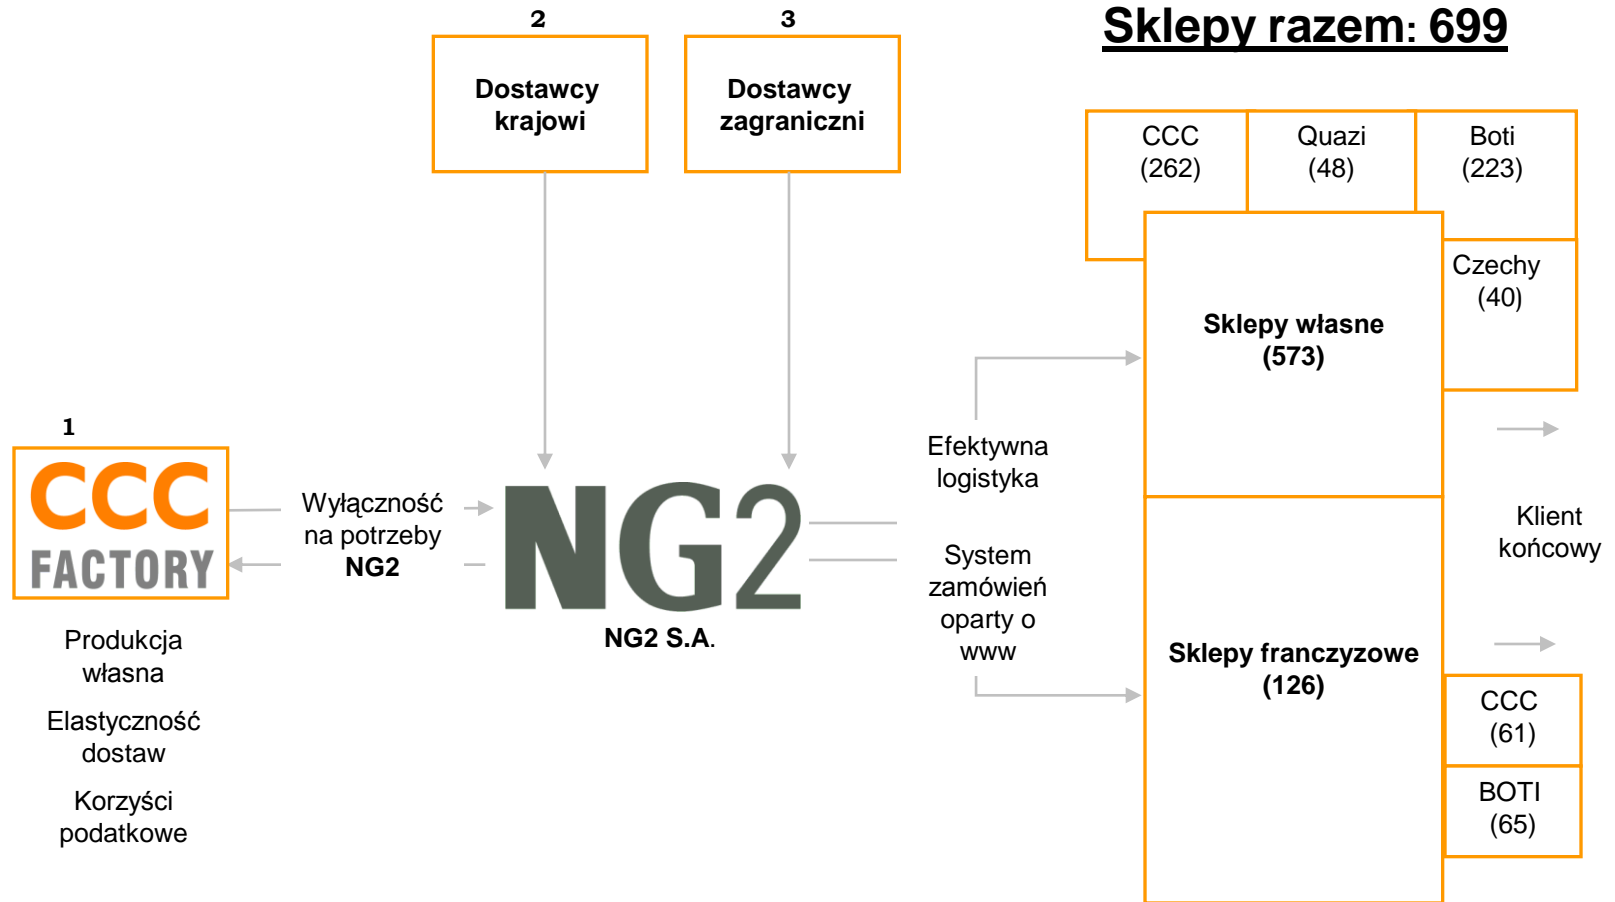 2
3
Sklepy razem: 699
Dostawcy
krajowi
Dostawcy
zagraniczni
CCC
(262)
Quazi
(48)
Boti
(223)
Czechy
(40)
Sklepy własne
(573)
1
CCC
FACTORY
Wyłączność
na potrzeby
NG2
NG2
NG2 S.A.
Efektywna
logistyka
System
zamówień
oparty o
www
Klient
końcowy
Produkcja
własna
Elastyczność
dostaw
Korzyści
podatkowe
Sklepy franczyzowe
(126)
CCC
(61)
BOTI
(65)